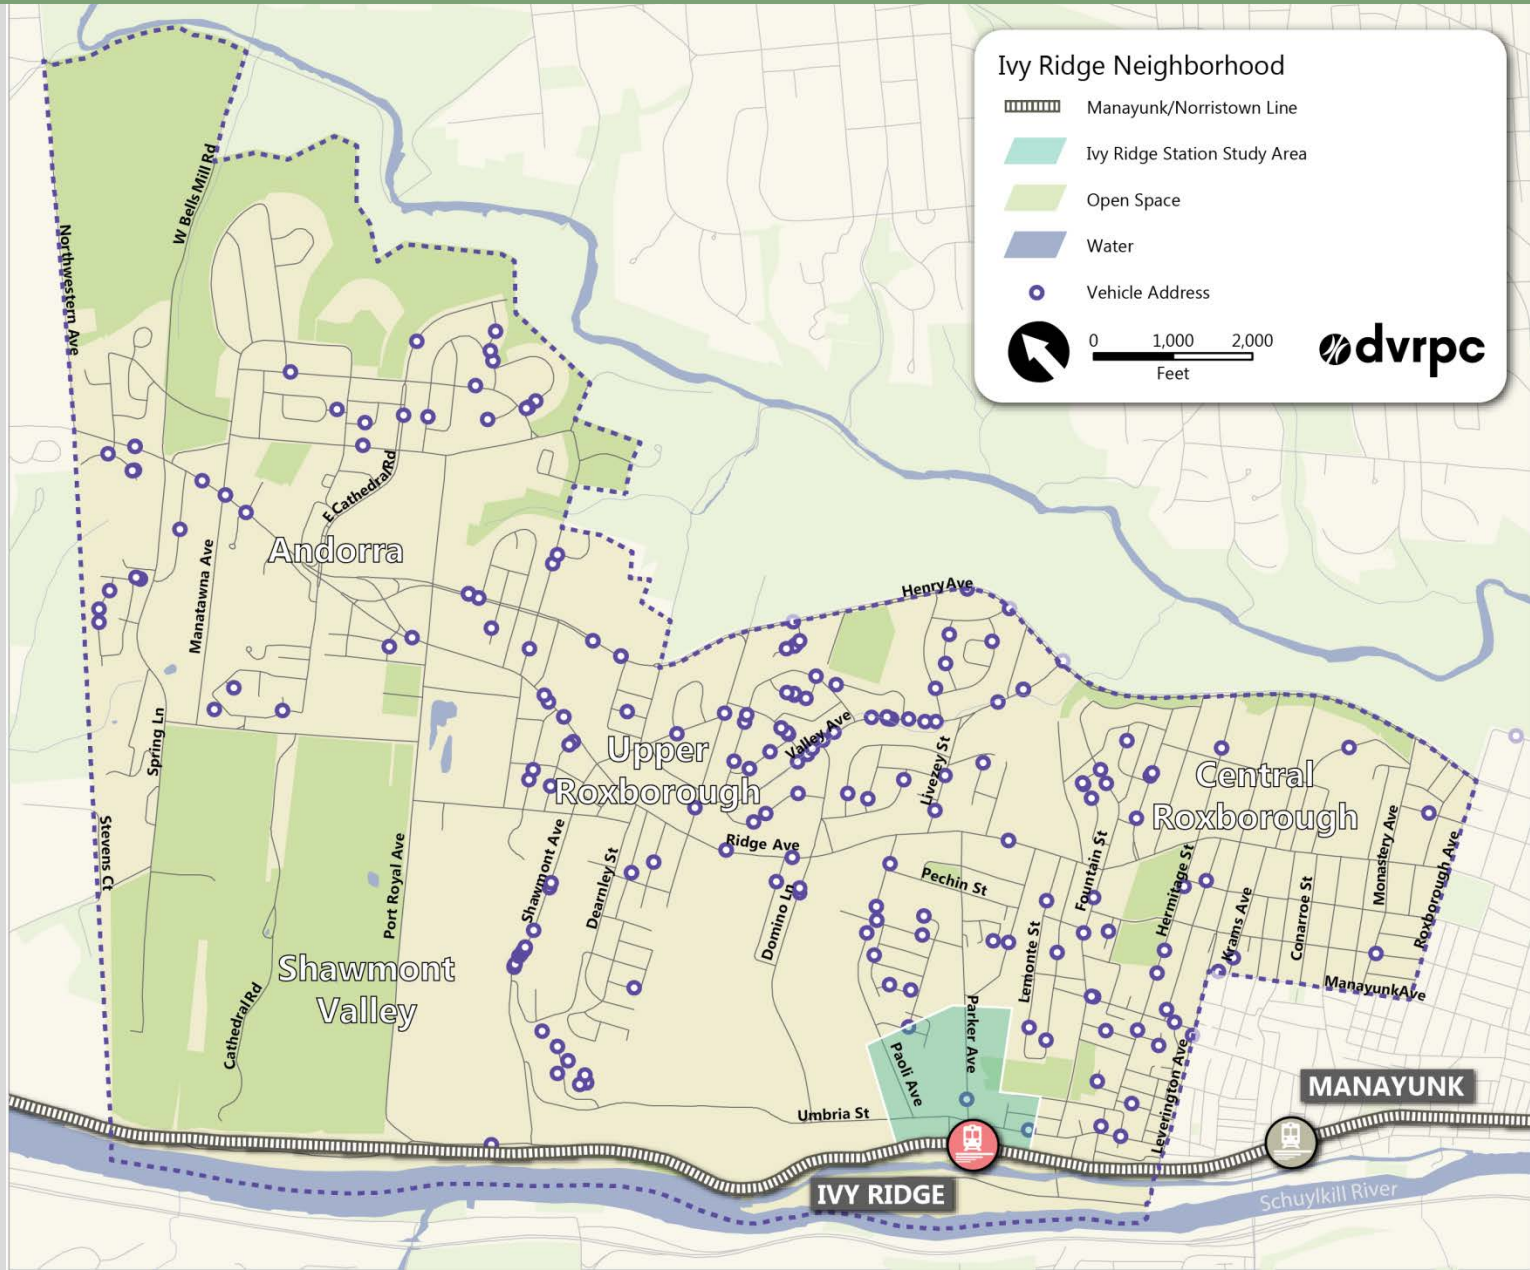 Ivy Ridge Neighborhood
Manayunk/Norristown Line
Ivy Ridge Station Study Area
Open Space
Water
Vehicle Address
0 1,000 2,000
Feet
dvrpc
W Bells Mill Rd
Northwestern Ave
E Cathedral Rd
Andorra
Manatawna Ave
Henry Ave
Spring Ln
Upper
Roxborough
Valley Ave
Livezey St
Central
Roxborough
Stevens Ct
Port Royal Ave
Shawmont Ave
Dearnley St
Ridge Ave
Domino Ln
Pechin St
Fountain St
Hermitage St
Krams Ave
Conarroe St
Monastery Ave
Roxborough Ave
Lemonte St
Manayunk Ave
Shawmont
Valley
Cathedral Rd
Parker Ave
Paoli Ave
Umbria St
Leverington Ave
MANAYUNK
IVY RIDGE
Schuylkill River